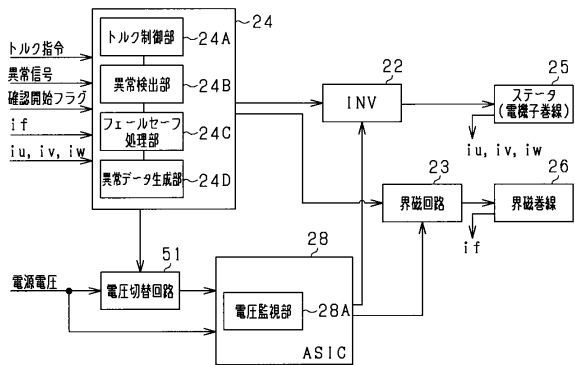 24
トルク制御部
24A
異常検出部
24B
フェールセーフ
処理部
24C
異常データ生成部
24D
トルク指令
異常信号
確認開始フラグ
if
iu, iv, iw
22
INV
25
ステータ
(電機子巻線)
iu, iv, iw
23
界磁回路
26
界磁巻線
if
電源電圧
51
電圧切替回路
28
電圧監視部
28A
ASIC